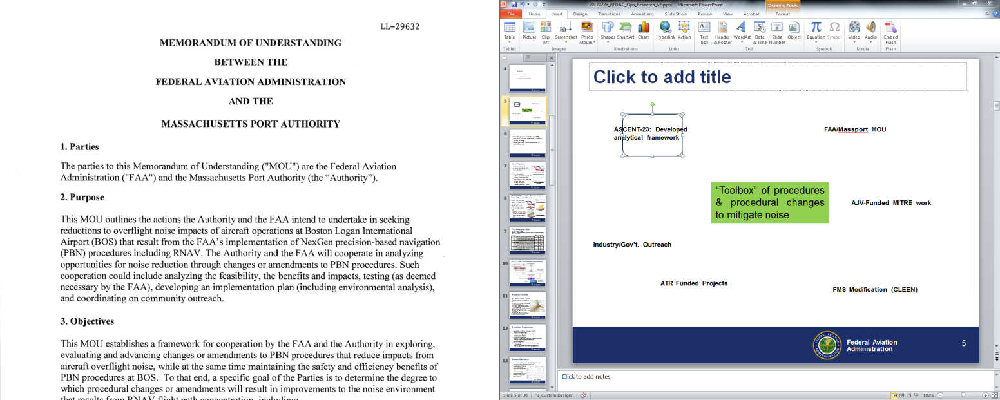 LL-29632
MEMORANDUM OF UNDERSTANDING
BETWEEN THE
FEDERAL AVIATION ADMINISTRATION
AND THE
MASSACHUSETTS PORT AUTHORITY
1. Parties
The parties to this Memorandum of Understanding ("MOU") are the Federal Aviation
Administration ("FAA") and the Massachusetts Port Authority (the “Authority”).
2. Purpose
This MOU outlines the actions the Authority and the FAA intend to undertake in seeking
reductions to overflight noise impacts of aircraft operations at Boston Logan International
Airport (BOS) that result from the FAA’s implementation of NexGen precision-based navigation
(PBN) procedures including RNAV. The Authority and the FAA will cooperate in analyzing
opportunities for noise reduction through changes or amendments to PBN procedures. Such
cooperation could include analyzing the feasibility, the benefits and impacts, testing (as deemed
necessary by the FAA), developing an implementation plan (including environmental analysis),
and coordinating on community outreach.
3. Objectives
This MOU establishes a framework for cooperation by the FAA and the Authority in exploring,
evaluating and advancing changes or amendments to PBN procedures that reduce impacts from
aircraft overflight noise, while at the same time maintaining the safety and efficiency benefits of
PBN procedures at BOS. To that end, a specific goal of the Parties is to determine the degree to
which procedural changes or amendments will result in improvements to the noise environment
that results from RNAV flight path concentration, including:
20170228_REDAC_Ops_Research_v2.pptx - Microsoft PowerPoint
Drawing Tools
File Home Insert Design Transitions Animations Slide Show Review View Acrobat Format
Table Picture Clip Art Screenshot Photo Album Shapes SmartArt Chart Hyperlink Action Text Box Header & Footer WordArt Date & Time Slide Number Object Equation Symbol Video Audio Embed Flash
Tables Images Illustrations Links Text Symbols Media Flash
4
5
6
7
8
9
10
11
12
13
Click to add title
ASCENT-23: Developed
analytical framework
FAA/Massport MOU
“Toolbox” of procedures
& procedural changes
to mitigate noise
AJV-Funded MITRE work
Industry/Gov’t. Outreach
ATR Funded Projects
FMS Modification (CLEEN)
Federal Aviation
Administration
5
Click to add notes
Slide 5 of 30 "6_Custom Design" 108%